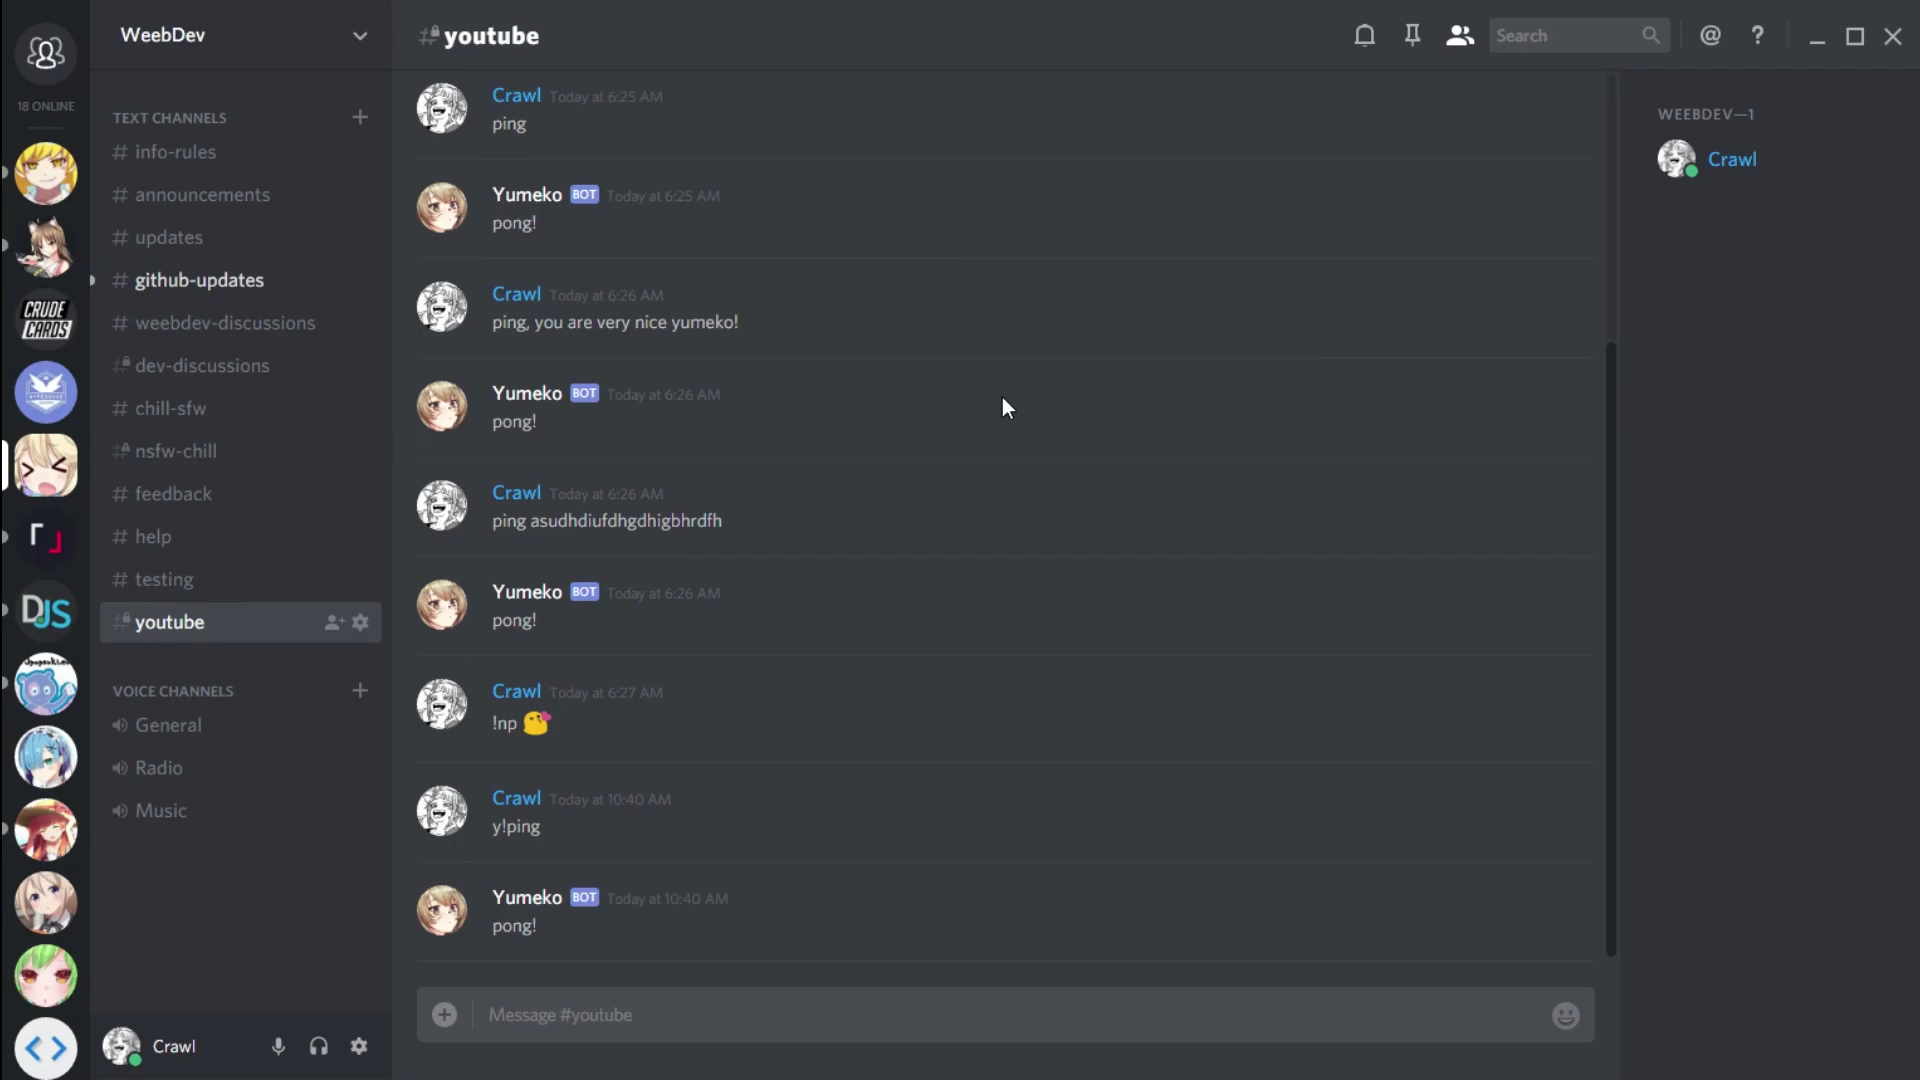 WeebDev
18 ONLINE
TEXT CHANNELS
# info-rules
# announcements
# updates
# github-updates
# weebdev-discussions
# dev-discussions
# chill-sfw
# nsfw-chill
# feedback
# help
# testing
# youtube
VOICE CHANNELS
General
Radio
Music
Crawl
CRUDE
CARDS
DJS
# youtube
Search
@
?
Crawl Today at 6:25 AM
ping
Yumeko BOT Today at 6:25 AM
pong!
Crawl Today at 6:26 AM
ping, you are very nice yumeko!
Yumeko BOT Today at 6:26 AM
pong!
Crawl Today at 6:26 AM
ping asudhdiufdhgdhigbhrdfh
Yumeko BOT Today at 6:26 AM
pong!
Crawl Today at 6:27 AM
!np
Crawl Today at 10:40 AM
y!ping
Yumeko BOT Today at 10:40 AM
pong!
Message #youtube
WEEBDEV—1
Crawl